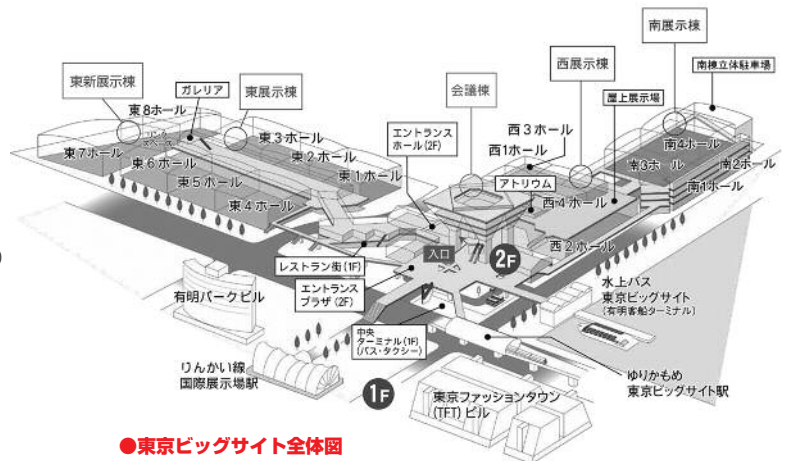 南展示棟
西展示棟
南棟立体駐車場
東新展示棟
ガレリア
東展示棟
会議棟
屋上展示場
東8ホール
東7ホール
東6ホール
東5ホール
東4ホール
東3ホール
東2ホール
東1ホール
エントランス
ホール(2F)
西3ホール
西1ホール
アトリウム
西4ホール
西2ホール
南4ホール
南3ホール
南2ホール
南1ホール
入口
2F
レストラン街(1F)
エントランス
プラザ(2F)
水上バス
東京ビッグサイト
(有明客船ターミナル)
有明パークビル
中央
ターミナル(1F)
(バス・タクシー)
りんかい線
国際展示場駅
1F
ゆりかもめ
東京ビッグサイト駅
東京ファッションタウン
(TFT)ビル
●東京ビッグサイト全体図